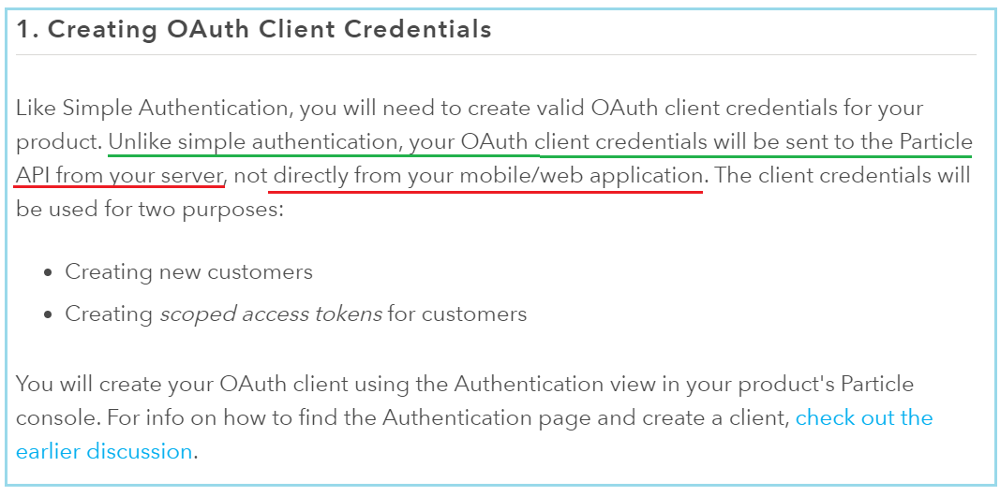 1. Creating OAuth Client Credentials
Like Simple Authentication, you will need to create valid OAuth client credentials for your
product. Unlike simple authentication, your OAuth client credentials will be sent to the Particle
API from your server, not directly from your mobile/web application. The client credentials will
be used for two purposes:
• Creating new customers
• Creating scoped access tokens for customers
You will create your OAuth client using the Authentication view in your product's Particle
console. For info on how to find the Authentication page and create a client, check out the
earlier discussion.